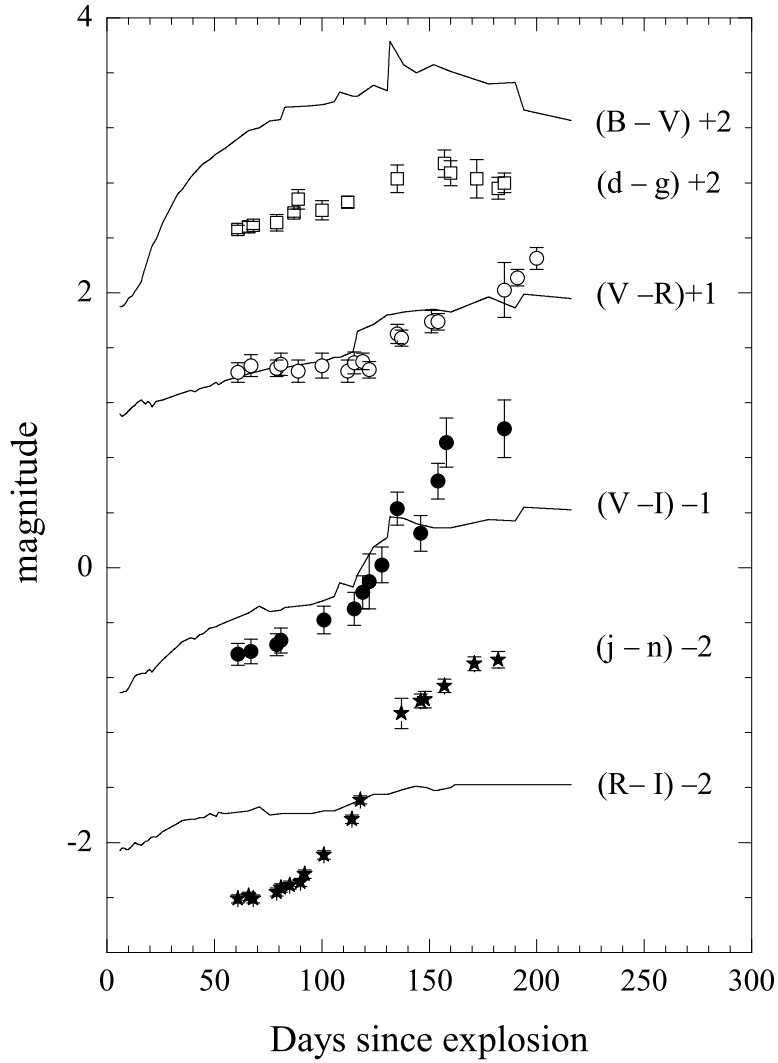 4
(B – V) +2
(d – g) +2
2
(V –R)+1
magnitude
(V –I) –1
0
(j – n) –2
(R– I) –2
-2
0 50 100 150 200 250 300
Days since explosion